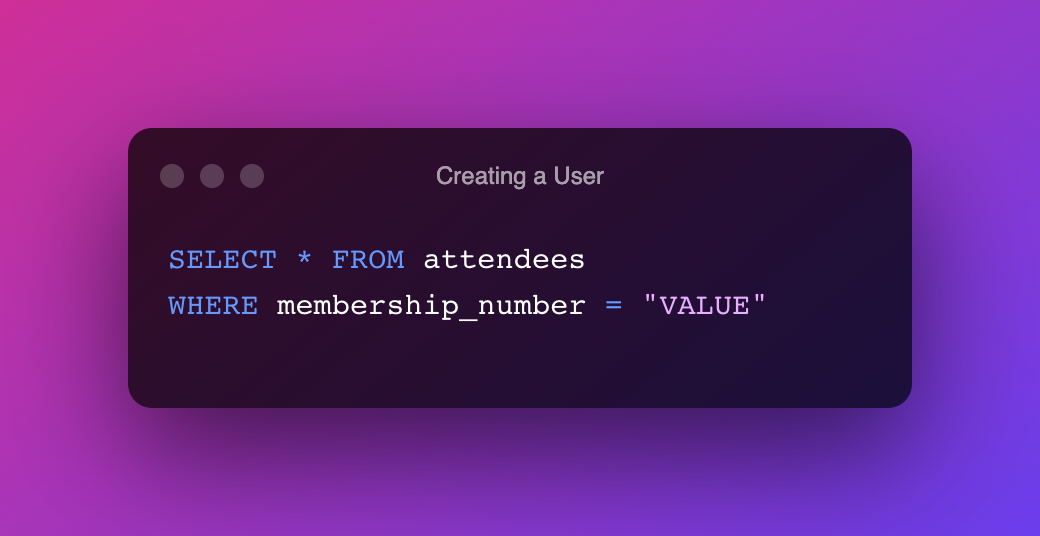 Creating a User
SELECT * FROM attendees
WHERE membership_number = "VALUE"